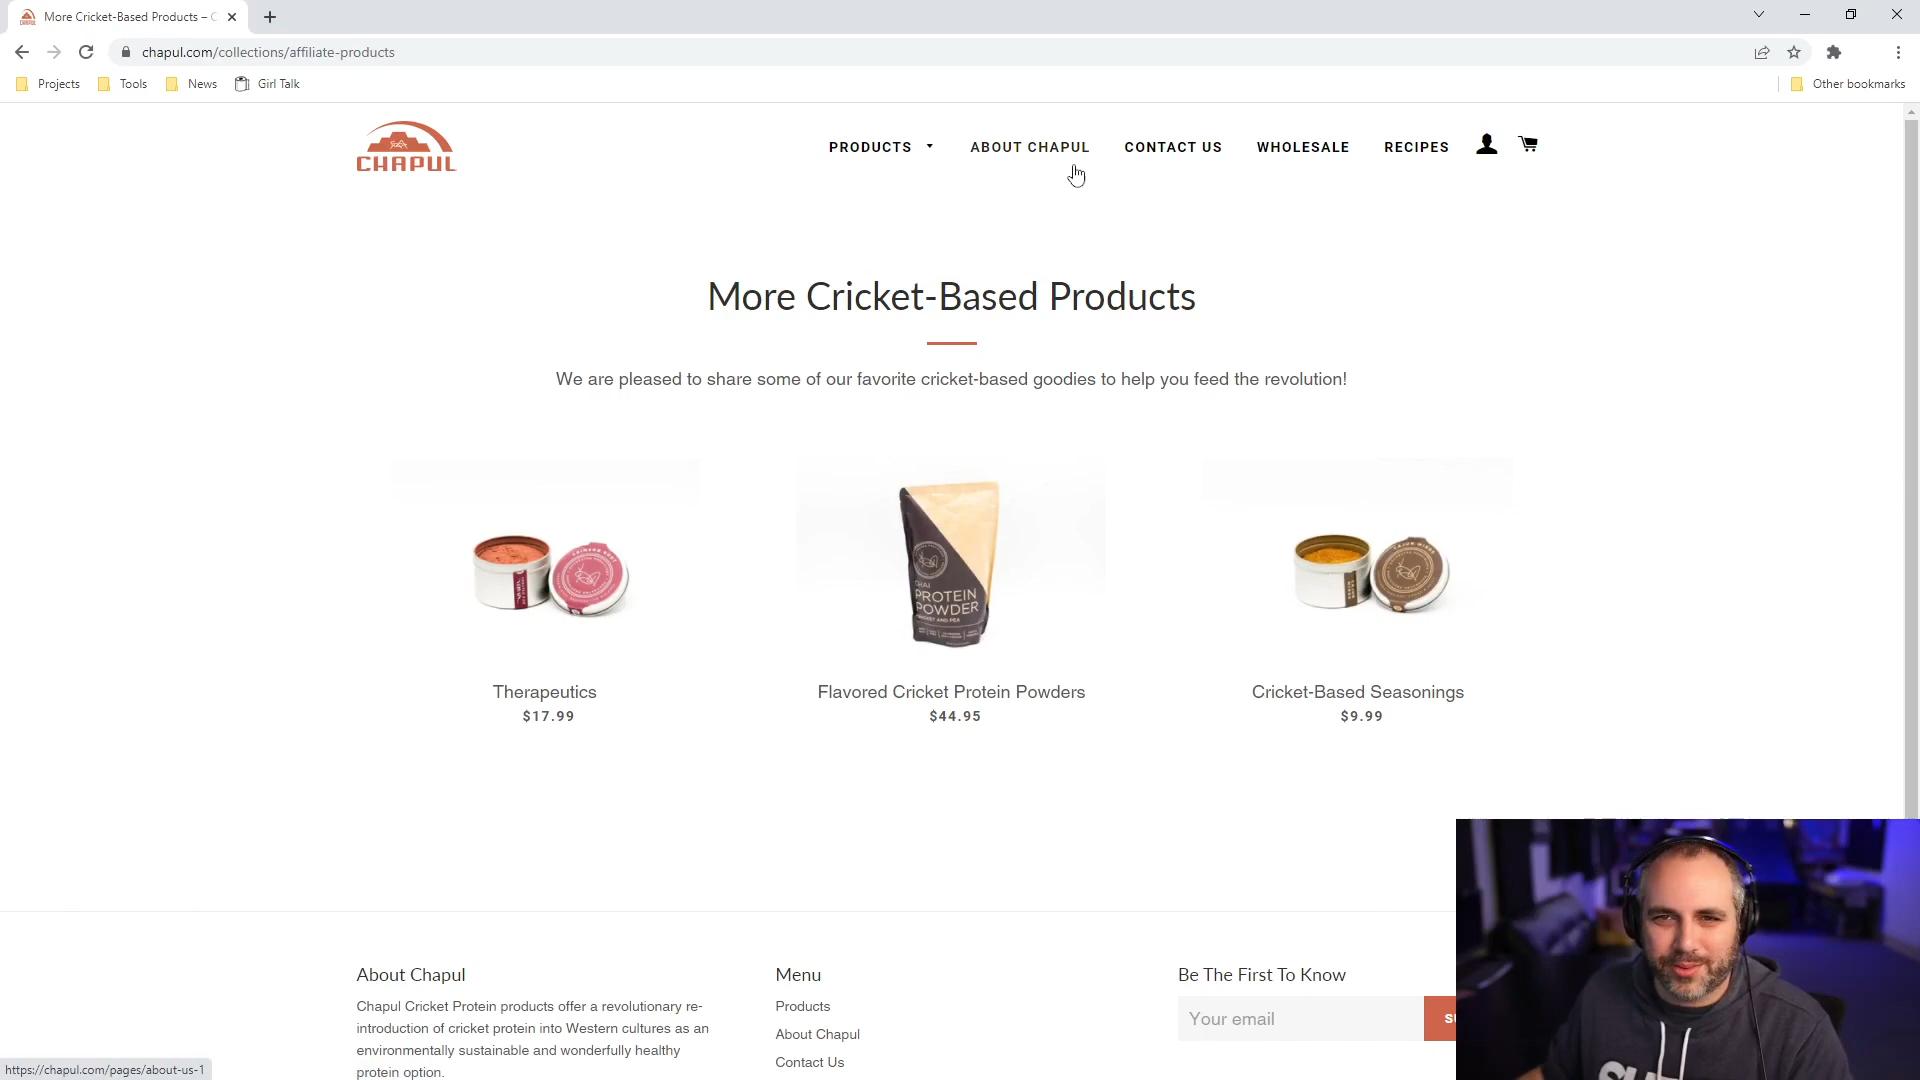 More Cricket-Based Products –
chapul.com/collections/affiliate-products
Projects
Tools
News
Girl Talk
Other bookmarks
CHAPUL
PRODUCTS
ABOUT CHAPUL
CONTACT US
WHOLESALE
RECIPES
More Cricket-Based Products
We are pleased to share some of our favorite cricket-based goodies to help you feed the revolution!
CHAI
PROTEIN
POWDER
CRICKET AND PEA
Therapeutics
$17.99
Flavored Cricket Protein Powders
$44.95
Cricket-Based Seasonings
$9.99
About Chapul
Chapul Cricket Protein products offer a revolutionary re-
introduction of cricket protein into Western cultures as an
environmentally sustainable and wonderfully healthy
protein option.
Menu
Products
About Chapul
Contact Us
Be The First To Know
Your email
https://chapul.com/pages/about-us-1